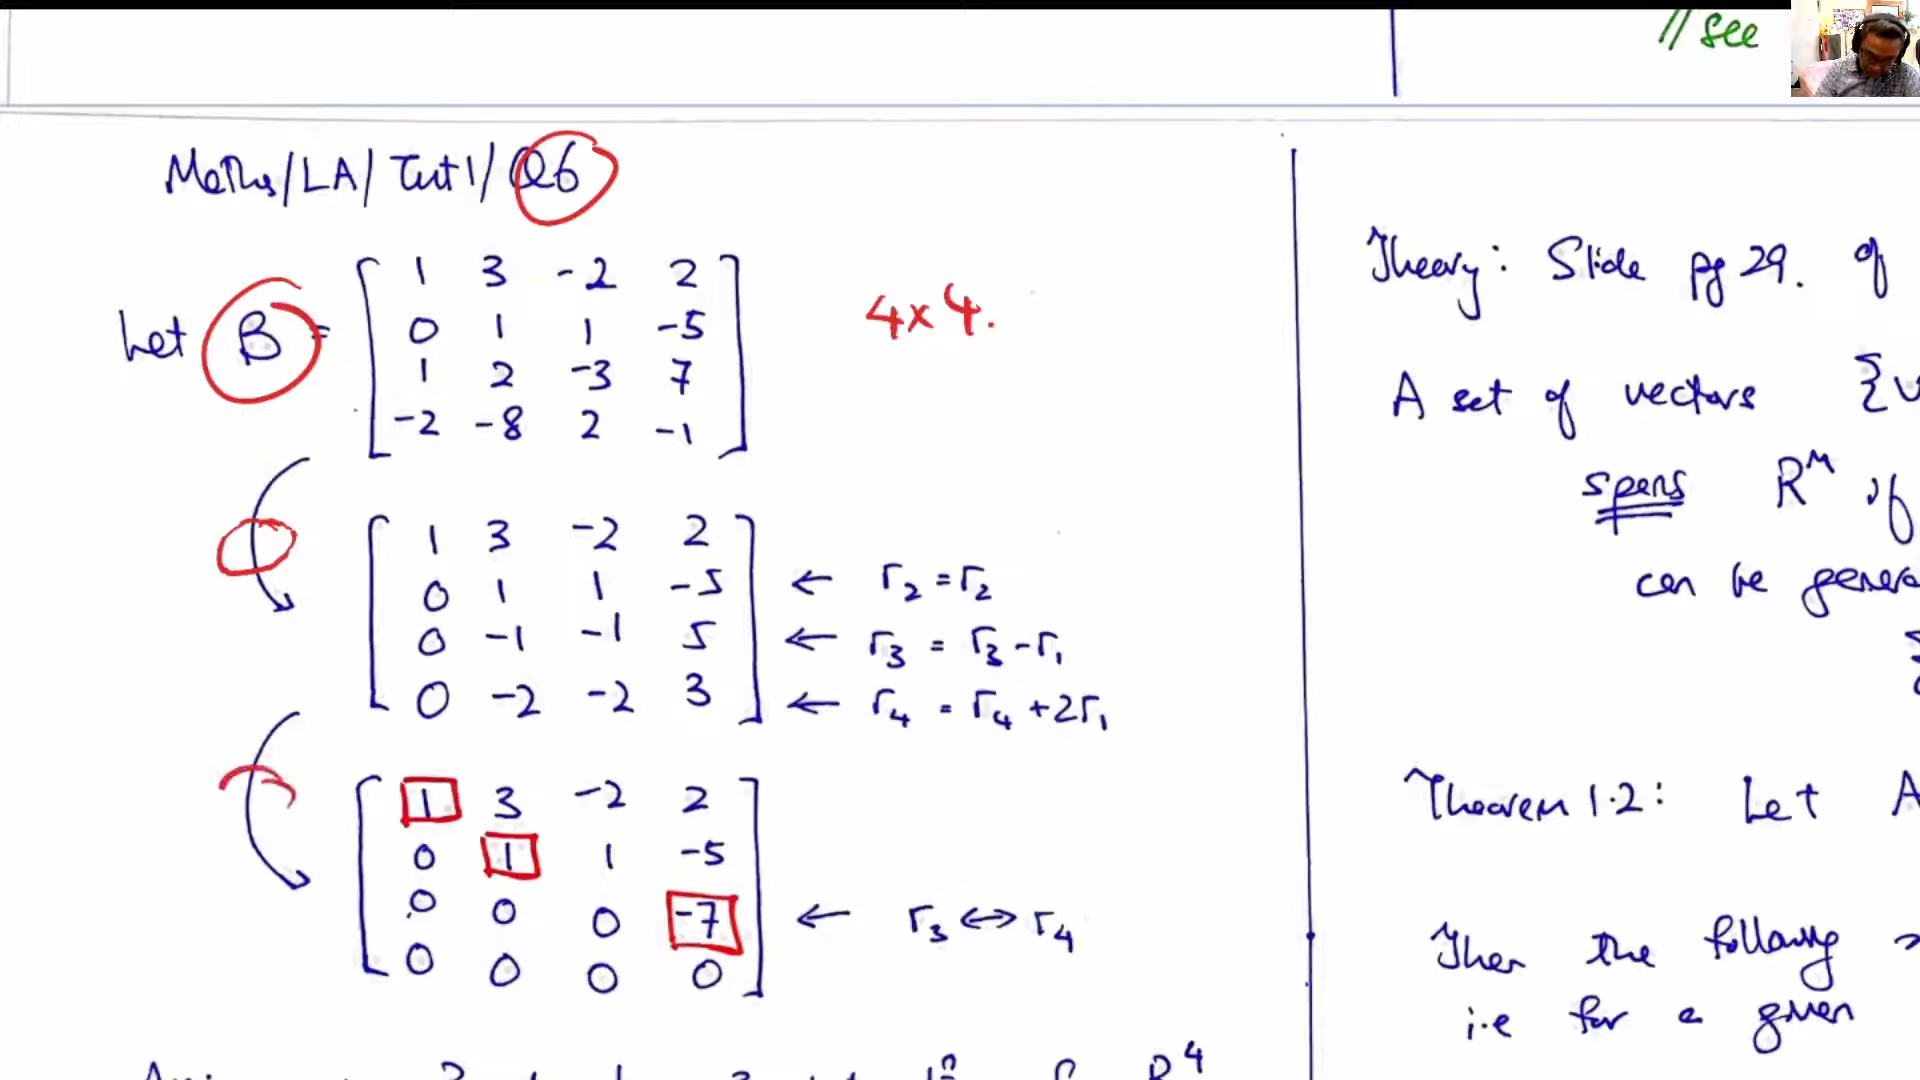 // see
Maths/LA/Tut1/Q6
Let B =
1 3 -2 2
0 1 1 -5
1 2 -3 7
-2 -8 2 -1
4x4.
1 3 -2 2
0 1 1 -5 ← r2 = r2
0 -1 -1 5 ← r3 = r3 - r1
0 -2 -2 3 ← r4 = r4 + 2r1
1 3 -2 2
0 1 1 -5
0 0 0 -7 ← r3 ↔ r4
0 0 0 0
R4
Theory: Slide pg 29. of
A set of vectors {v
spans R^m if
can be genera
Theorem 1.2: Let A
Then the following
i.e for a given